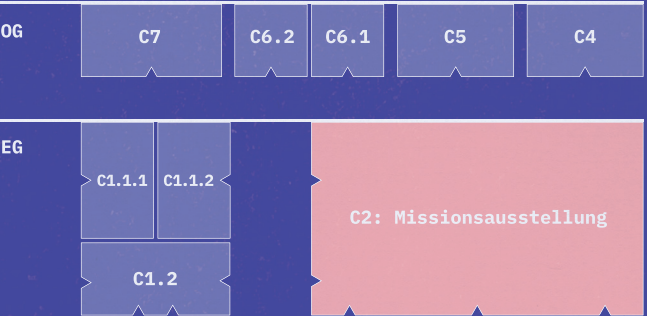 OG
C7
C6.2
C6.1
C5
C4
EG
C1.1.1
C1.1.2
C2: Missionsausstellung
C1.2